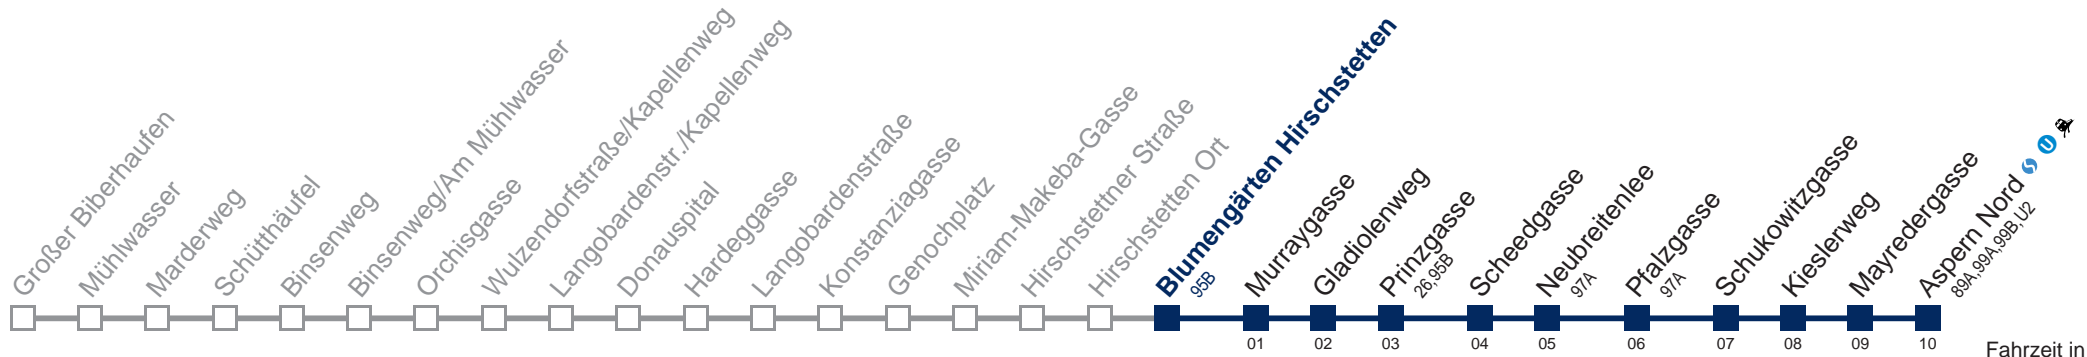 Großer Biberhaufen
Mühlwasser
Marderweg
Schütthäufel
Binsenweg
Binsenweg/Am Mühlwasser
Orchisgasse
Wulzendorfstraße/Kapellenweg
Langobardenstr./Kapellenweg
Donauspital
Hardeggasse
Langobardenstraße
Konstanziagasse
Genochplatz
Miriam-Makeba-Gasse
Hirschstettner Straße
Hirschstetten Ort
Blumengärten Hirschstetten
95B
Murraygasse
01
Gladiolenweg
02
Prinzgasse
26,95B
03
Scheedgasse
04
Neubreitenlee
97A
05
Pfalzgasse
97A
06
Schukowitzgasse
07
Kieslerweg
08
Mayredergasse
09
Aspern Nord S U
89A,99A,99B,U2
10
Fahrzeit in